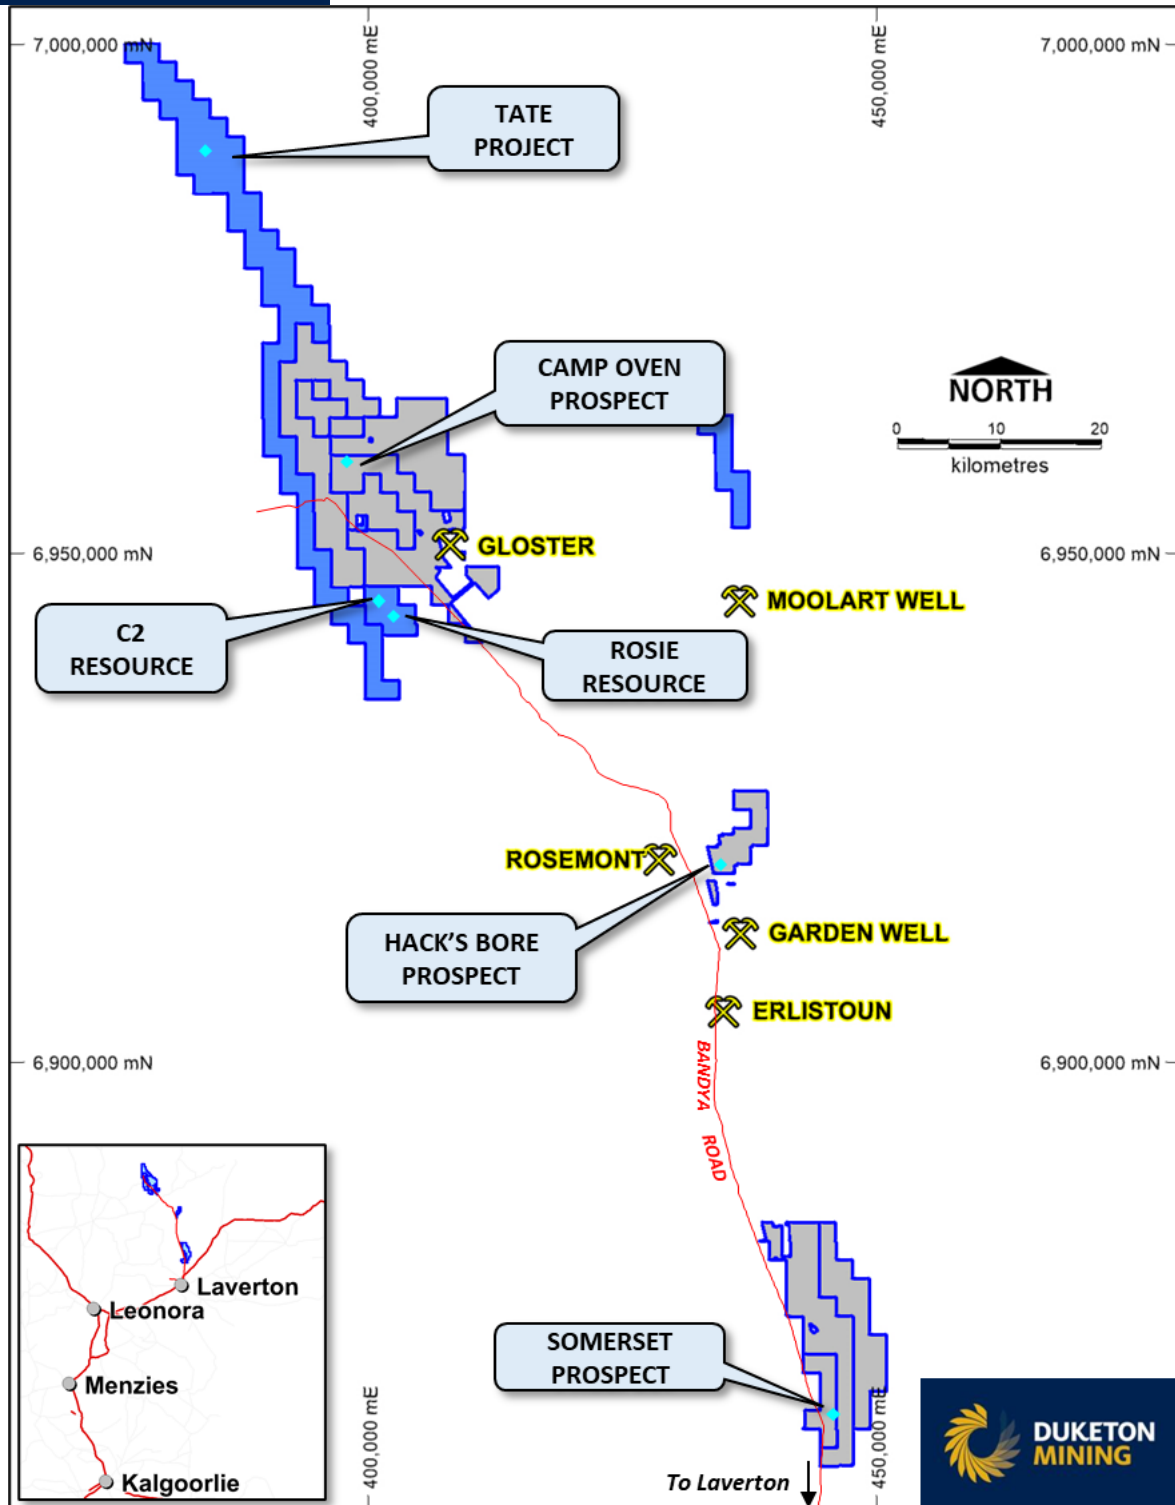 7,000,000 mN
400,000 mE
450,000 mE
7,000,000 mN
TATE
PROJECT
CAMP OVEN
PROSPECT
NORTH
0 10 20
kilometres
6,950,000 mN
GLOSTER
6,950,000 mN
MOOLART WELL
C2
RESOURCE
ROSIE
RESOURCE
ROSEMONT
HACK'S BORE
PROSPECT
GARDEN WELL
ERLISTOUN
6,900,000 mN
6,900,000 mN
BANDYA ROAD
Laverton
Leonora
Menzies
Kalgoorlie
SOMERSET
PROSPECT
400,000 mE
450,000 mE
To Laverton
DUKETON
MINING